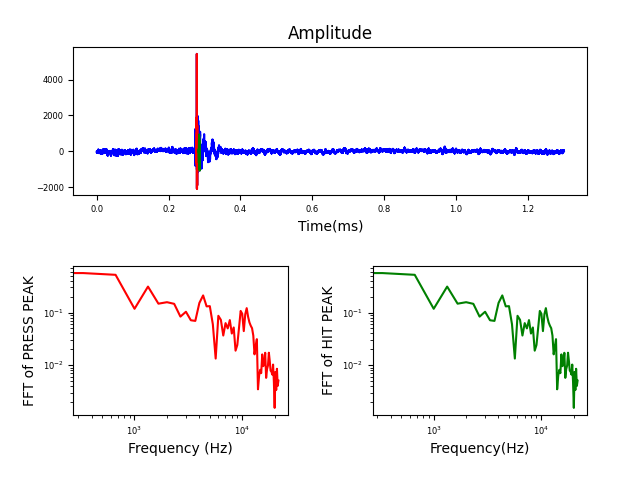 Amplitude
4000
2000
0
−2000
0.0 0.2 0.4 0.6 0.8 1.0 1.2
Time(ms)
FFT of PRESS PEAK
10⁻¹
10⁻²
10³ 10⁴
Frequency (Hz)
FFT of HIT PEAK
10⁻¹
10⁻²
10³ 10⁴
Frequency(Hz)